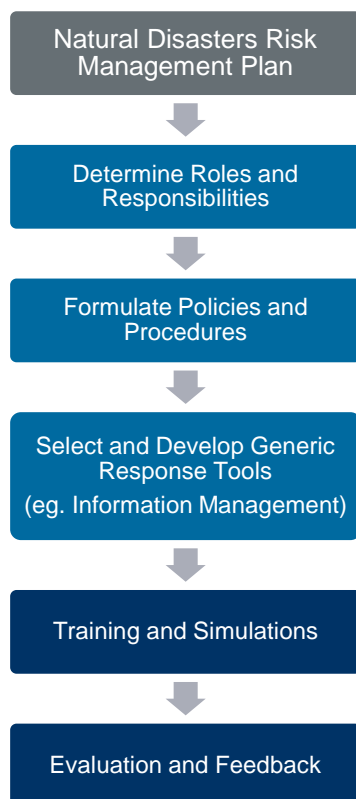 Natural Disasters Risk
Management Plan
Determine Roles and
Responsibilities
Formulate Policies and
Procedures
Select and Develop Generic
Response Tools
(eg. Information Management)
Training and Simulations
Evaluation and Feedback